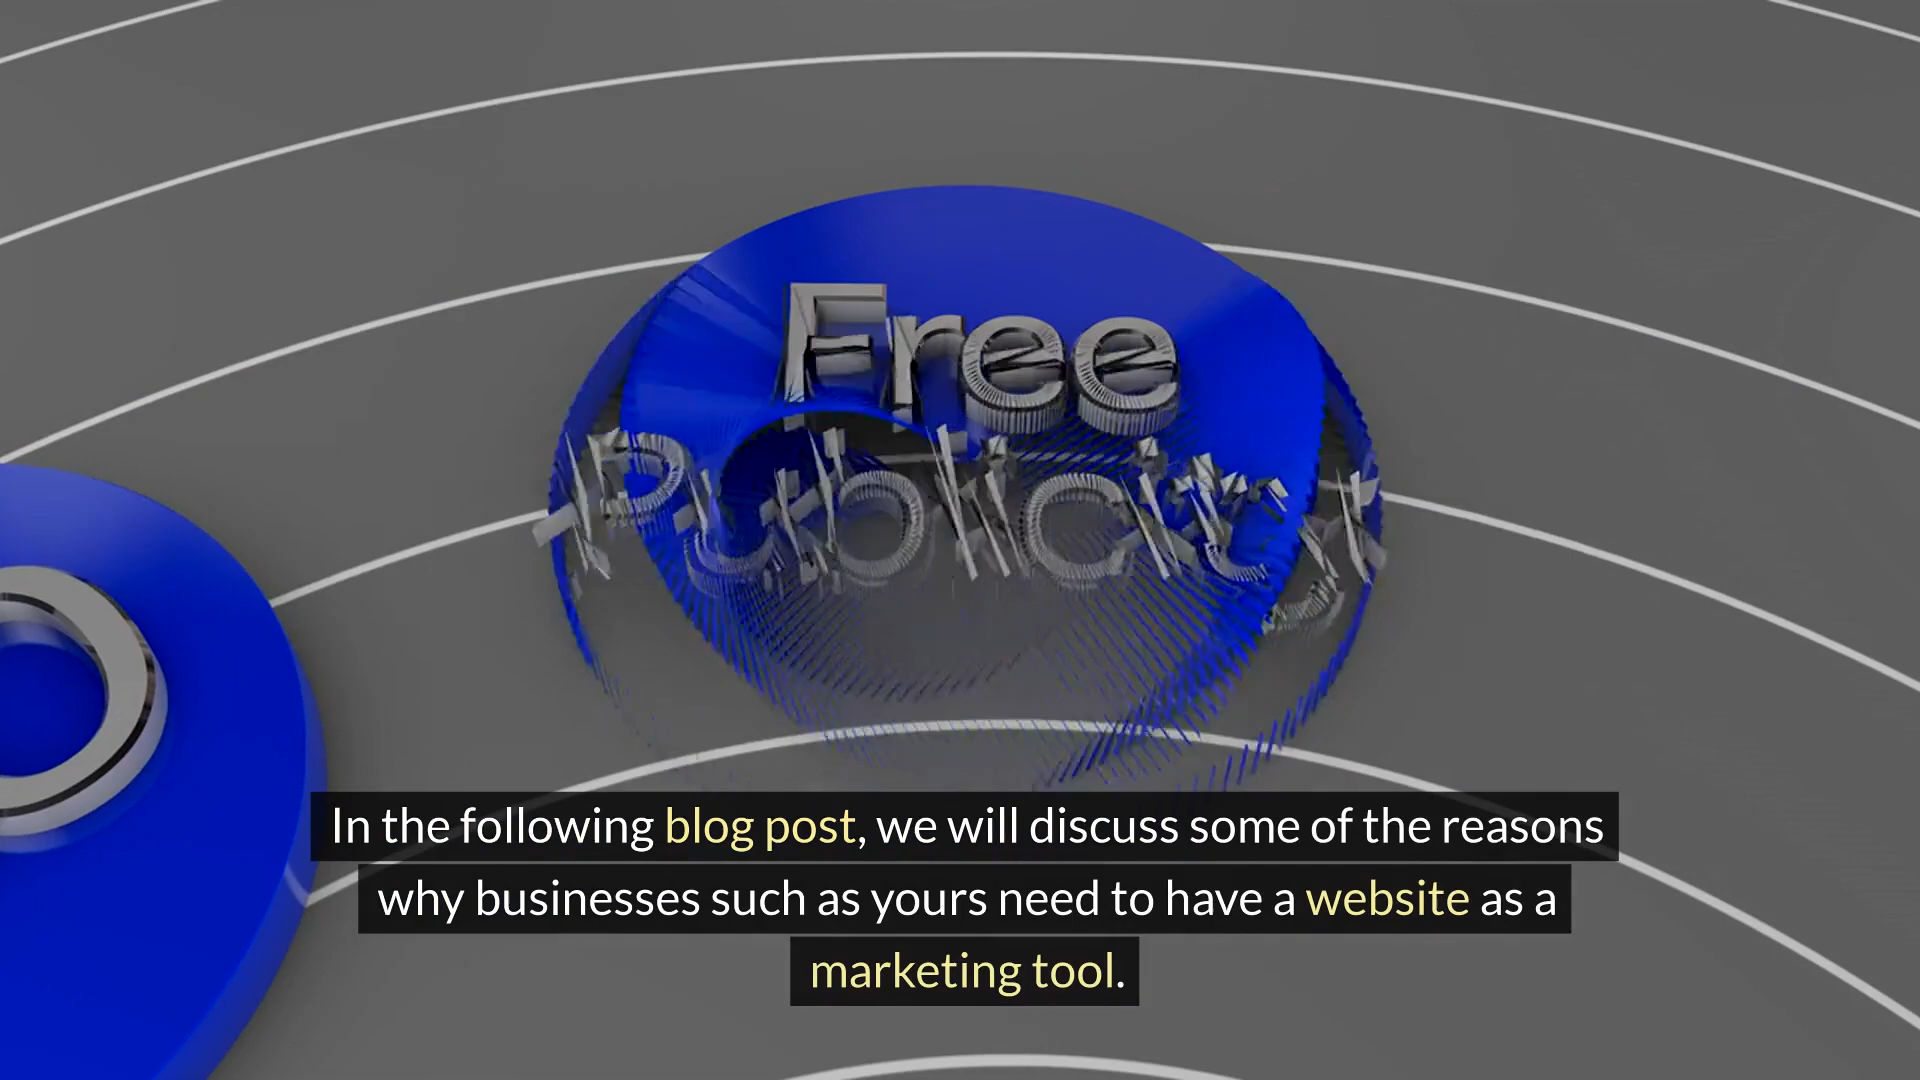 Free
Publicity
In the following blog post, we will discuss some of the reasons
why businesses such as yours need to have a website as a
marketing tool.